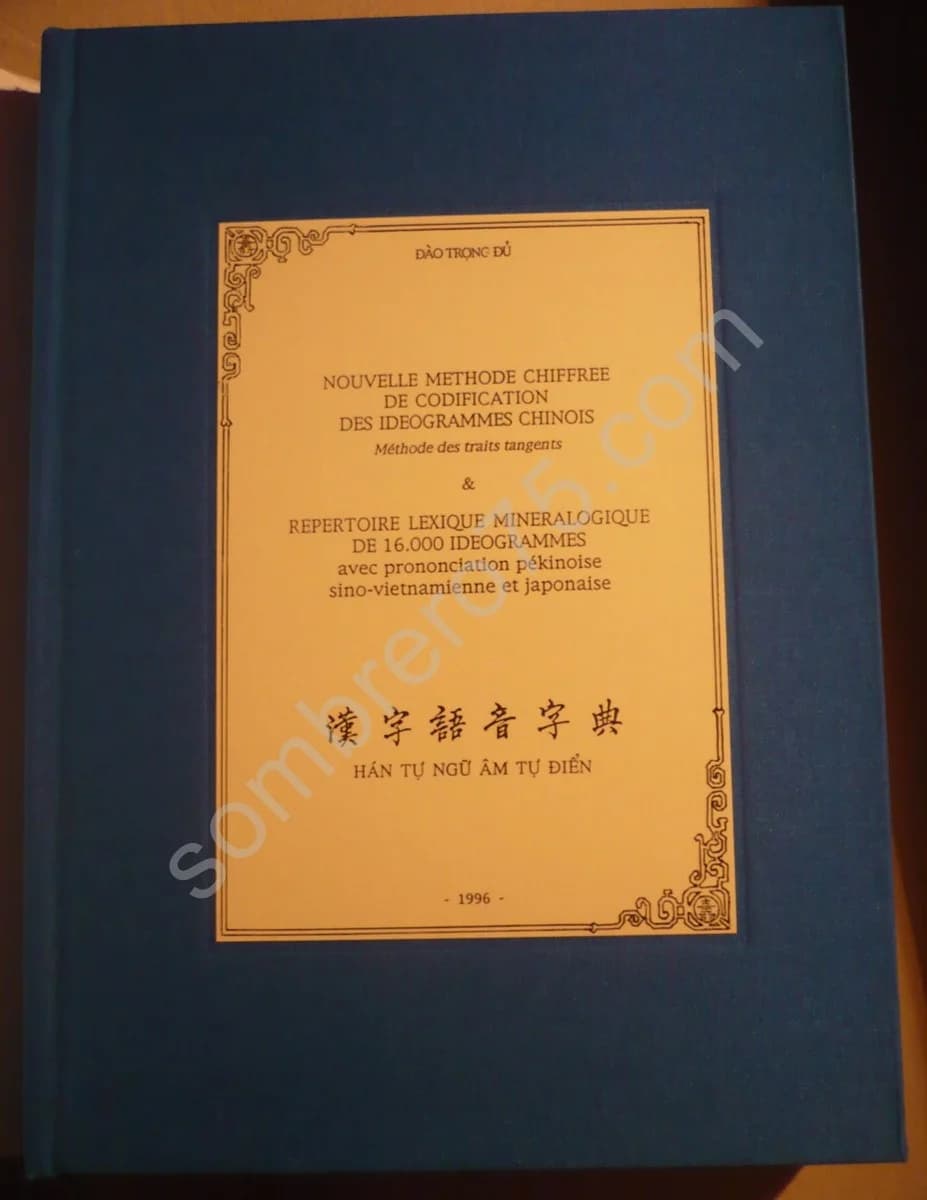 ĐÀO TRỌNG ĐỦ
NOUVELLE METHODE CHIFFREE
DE CODIFICATION
DES IDEOGRAMMES CHINOIS
Méthode des traits tangents
&
REPERTOIRE LEXIQUE MINERALOGIQUE
DE 16.000 IDEOGRAMMES
avec prononciation pékinoise
sino-vietnamienne et japonaise
漢字語音字典
HÁN TỰ NGỮ ÂM TỰ ĐIỂN
- 1996 -
sombrero75.com